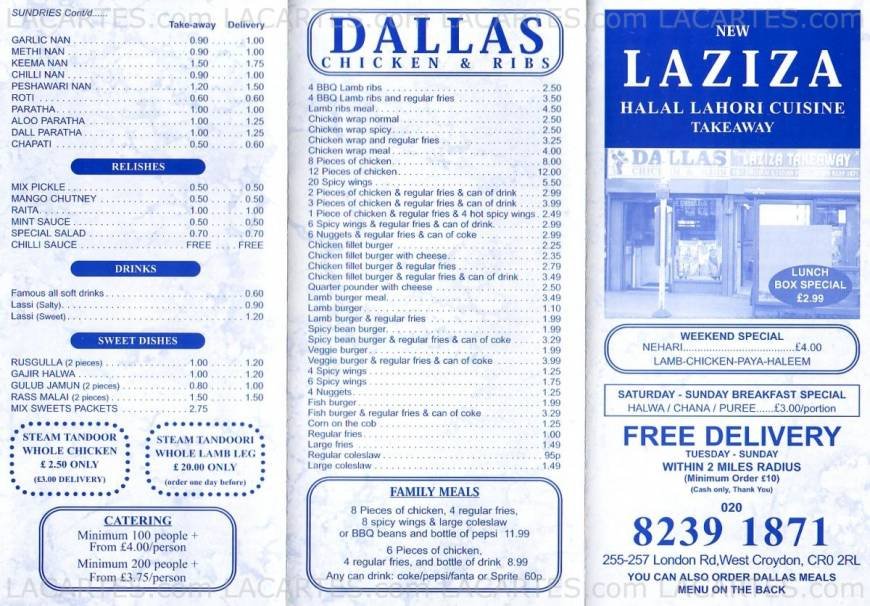 SUNDRIES Cont/d......
Take-away Delivery
GARLIC NAN 0.90 1.00
METHI NAN 0.90 1.00
KEEMA NAN 1.50 1.75
CHILLI NAN 0.90 1.00
PESHAWARI NAN 1.20 1.50
ROTI 0.60 0.60
PARATHA 1.00 1.00
ALOO PARATHA 1.00 1.25
DALL PARATHA 1.00 1.25
CHAPATI 0.50 0.60
RELISHES
MIX PICKLE 0.50 0.50
MANGO CHUTNEY 0.50 0.50
RAITA 1.00 1.00
MINT SAUCE 0.50 0.50
SPECIAL SALAD 0.70 0.70
CHILLI SAUCE FREE FREE
DRINKS
Famous all soft drinks 0.60
Lassi (Salty) 0.90
Lassi (Sweet) 1.20
SWEET DISHES
RUSGULLA (2 pieces) 1.00 1.20
GAJIR HALWA 1.00 1.20
GULUB JAMUN (2 pieces) 0.80 1.00
RASS MALAI (2 pieces) 1.50 1.50
MIX SWEETS PACKETS 2.75
STEAM TANDOOR
WHOLE CHICKEN
£ 2.50 ONLY
(£3.00 DELIVERY)
STEAM TANDOORI
WHOLE LAMB LEG
£ 20.00 ONLY
(order one day before)
CATERING
Minimum 100 people +
From £4.00/person
Minimum 200 people +
From £3.75/person
DALLAS
CHICKEN & RIBS
4 BBQ Lamb ribs 2.50
4 BBQ Lamb ribs and regular fries 3.50
Lamb ribs meal 4.50
Chicken wrap normal 2.50
Chicken wrap spicy 2.50
Chicken wrap and regular fries 3.25
Chicken wrap meal 4.00
8 Pieces of chicken 8.00
12 Pieces of chicken 12.00
20 Spicy wings 5.50
2 Pieces of chicken & regular fries & can of drink 2.99
3 Pieces of chicken & regular fries & can of drink 3.99
1 Piece of chicken & regular fries & 4 hot spicy wings 2.49
6 Spicy wings & regular fries & can of drink 2.99
6 Nuggets & regular fries & can of coke 2.99
Chicken fillet burger 2.25
Chicken fillet burger with cheese 2.35
Chicken fillet burger & regular fries 2.79
Chicken fillet burger & regular fries & can of drink 3.49
Quarter pounder with cheese 2.50
Lamb burger meal 3.49
Lamb burger 1.10
Lamb burger & regular fries 1.99
Spicy bean burger 1.99
Spicy bean burger & regular fries & can of coke 3.29
Veggie burger 1.99
Veggie burger & regular fries & can of coke 3.99
4 Spicy wings 1.25
6 Spicy wings 1.75
4 Nuggets 1.25
Fish burger 1.99
Fish burger & regular fries & can of coke 3.29
Corn on the cob 1.25
Regular fries 1.00
Large fries 1.49
Regular coleslaw 95p
Large coleslaw 1.49
FAMILY MEALS
8 Pieces of chicken, 4 regular fries,
8 spicy wings & large coleslaw
or BBQ beans and bottle of pepsi 11.99
6 Pieces of chicken,
4 regular fries, and bottle of drink 8.99
Any can drink: coke/pepsi/fanta or Sprite 60p
NEW
LAZIZA
HALAL LAHORI CUISINE
TAKEAWAY
DALLAS LAZIZA TAKEAWAY
LUNCH
BOX SPECIAL
£2.99
WEEKEND SPECIAL
NEHARI £4.00
LAMB-CHICKEN-PAYA-HALEEM
SATURDAY - SUNDAY BREAKFAST SPECIAL
HALWA / CHANA / PUREE......£3.00/portion
FREE DELIVERY
TUESDAY - SUNDAY
WITHIN 2 MILES RADIUS
(Minimum Order £10)
(Cash only, Thank You)
020
8239 1871
255-257 London Rd,West Croydon, CR0 2RL
YOU CAN ALSO ORDER DALLAS MEALS
MENU ON THE BACK
LACARTES.com